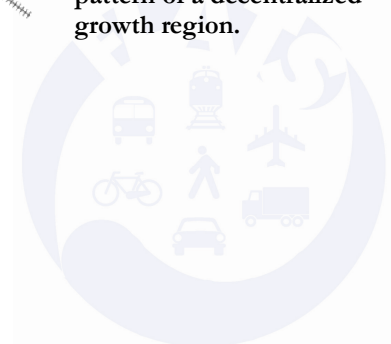 pattern of a decentralized
growth region.